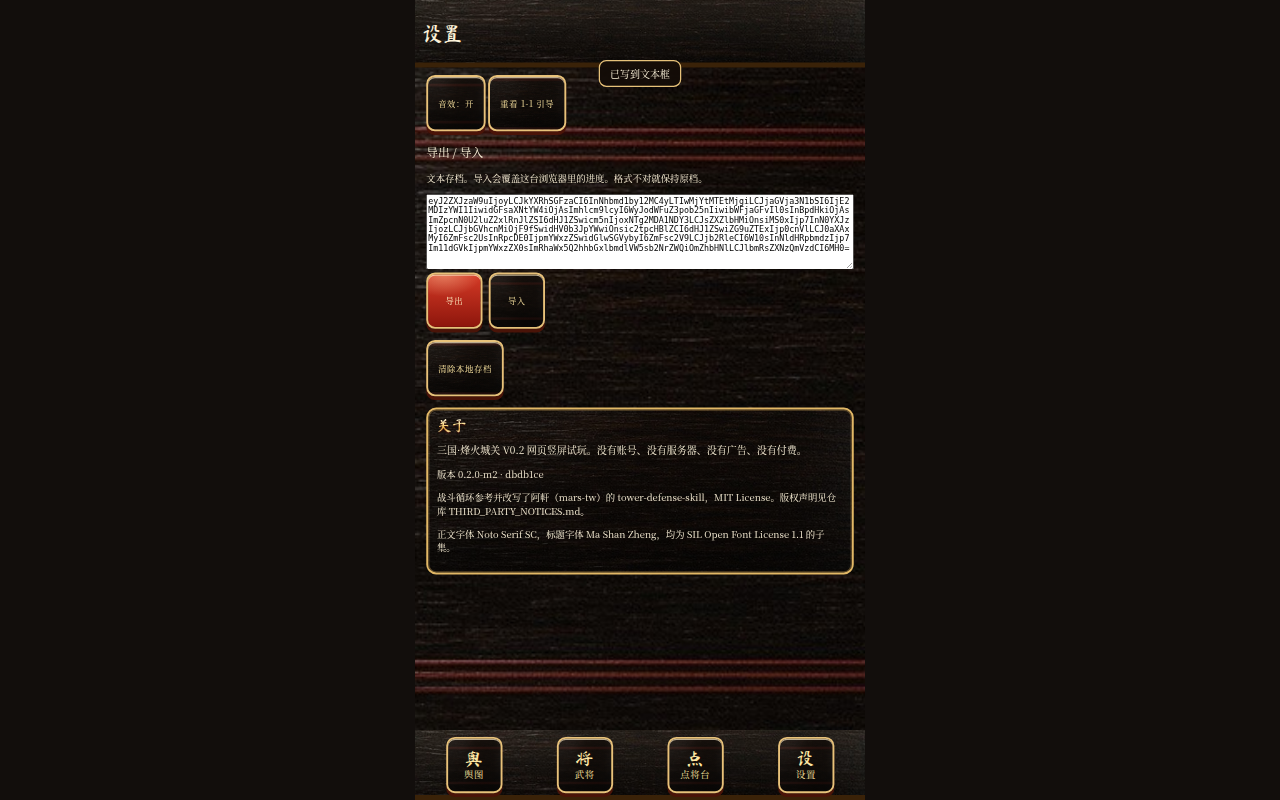 设置
已写到文本框
音效：开
重看 1-1 引导
导出 / 导入
文本存档。导入会覆盖这台浏览器里的进度。格式不对就保持原档。
导出
导入
清除本地存档
关于
三国·烽火城关 V0.2 网页竖屏试玩。没有账号、没有服务器、没有广告、没有付费。
版本 0.2.0-m2 · dbdb1ce
战斗循环参考并改写了阿軒（mars-tw）的 tower-defense-skill，MIT License。版权声明见仓
库 THIRD_PARTY_NOTICES.md。
正文字体 Noto Serif SC，标题字体 Ma Shan Zheng，均为 SIL Open Font License 1.1 的子
集。
舆
舆图
将
武将
点
点将台
设
设置